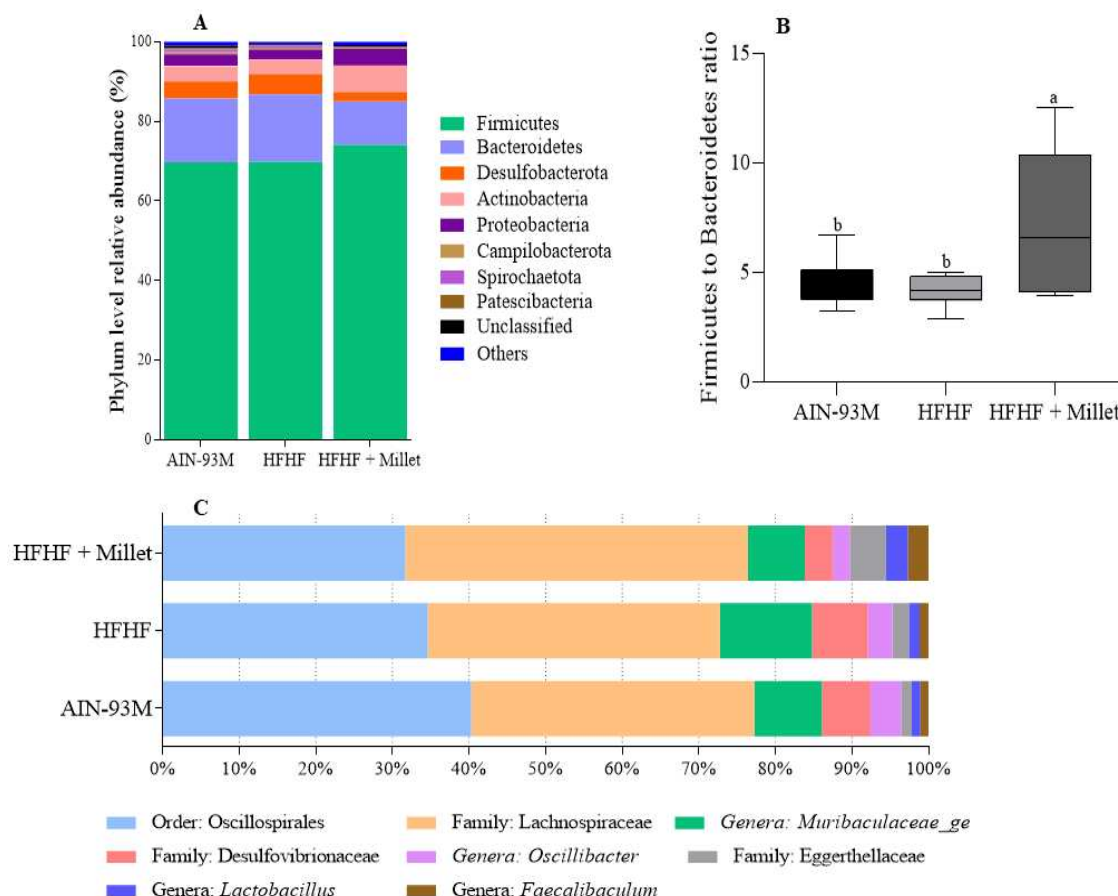 A
Phylum level relative abundance (%)
100
80
60
40
20
0
AIN-93M HFHF HFHF + Millet
Firmicutes
Bacteroidetes
Desulfobacterota
Actinobacteria
Proteobacteria
Campilobacterota
Spirochaetota
Patescibacteria
Unclassified
Others
B
Firmicutes to Bacteroidetes ratio
15
10
5
0
b
b
a
AIN-93M HFHF HFHF + Millet
C
HFHF + Millet
HFHF
AIN-93M
0% 10% 20% 30% 40% 50% 60% 70% 80% 90% 100%
Order: Oscillospirales Family: Lachnospiraceae Genera: Muribaculaceae_ge
Family: Desulfovibrionaceae Genera: Oscillibacter Family: Eggerthellaceae
Genera: Lactobacillus Genera: Faecalibaculum